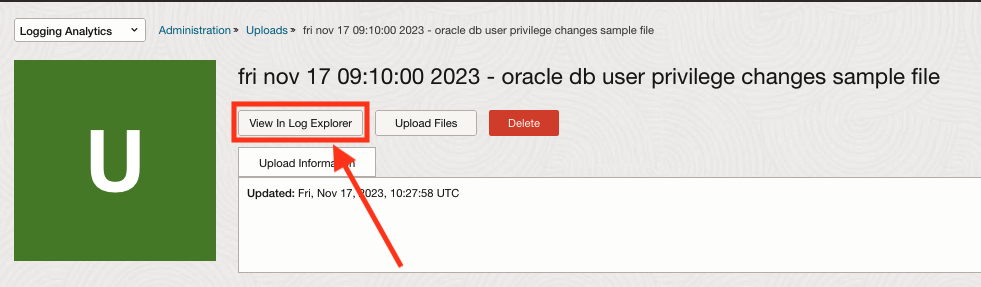 Logging Analytics
Administration » Uploads » fri nov 17 09:10:00 2023 - oracle db user privilege changes sample file
U
fri nov 17 09:10:00 2023 - oracle db user privilege changes sample file
View In Log Explorer Upload Files Delete
Upload Information
Updated: Fri, Nov 17, 2023, 10:27:58 UTC